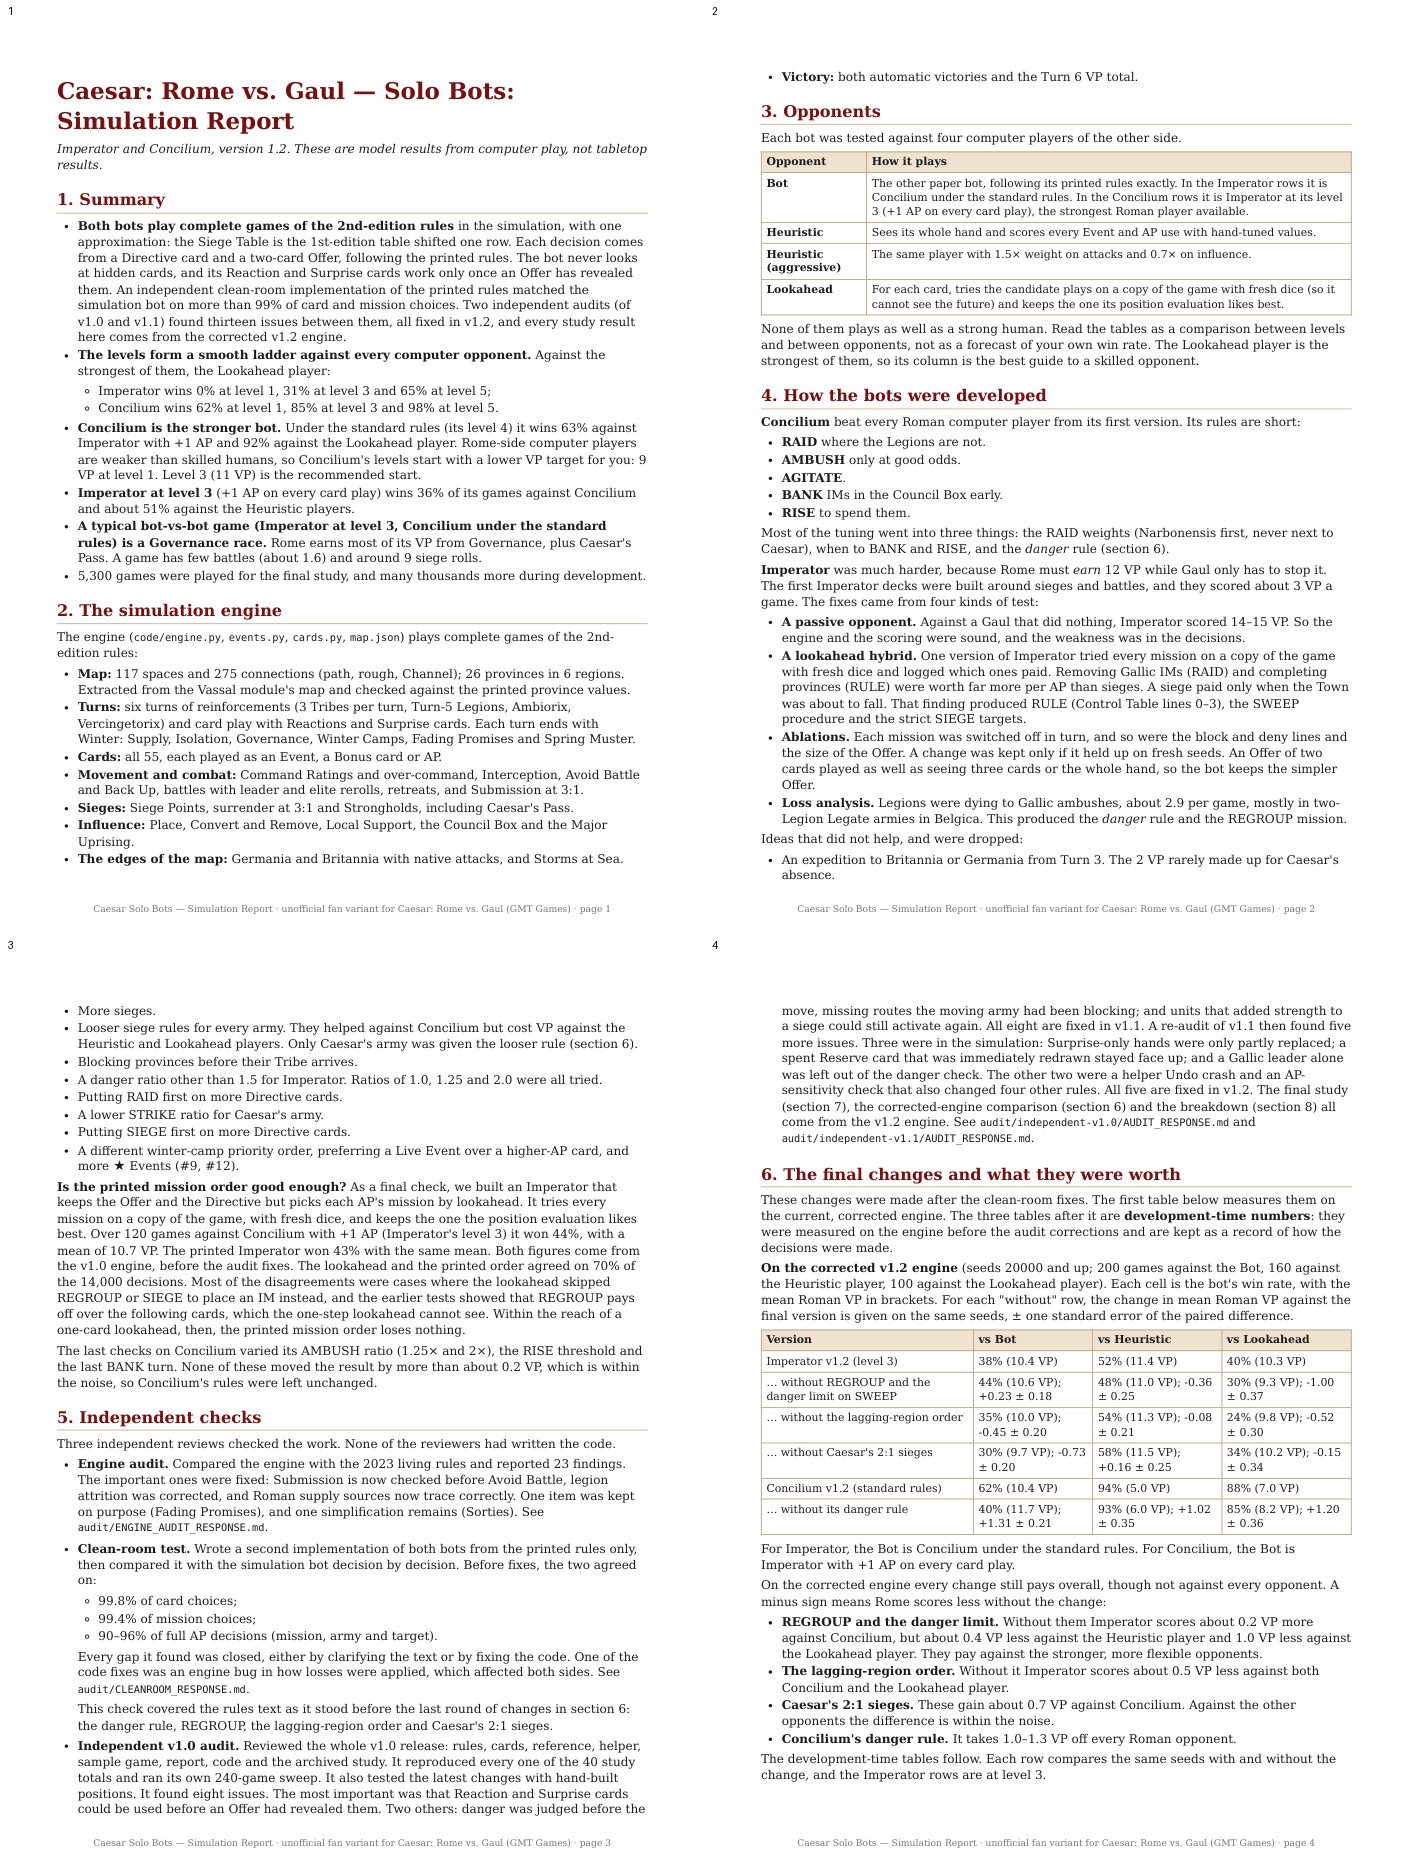 1
Caesar: Rome vs. Gaul — Solo Bots:
Simulation Report
Imperator and Concilium, version 1.2. These are model results from computer play, not tabletop
results.
1. Summary
• Both bots play complete games of the 2nd-edition rules in the simulation, with one
approximation: the Siege Table is the 1st-edition table shifted one row. Each decision comes
from a Directive card and a two-card Offer, following the printed rules. The bot never looks
at hidden cards, and its Reaction and Surprise cards work only once an Offer has revealed
them. An independent clean-room implementation of the printed rules matched the
simulation bot on more than 99% of card and mission choices. Two independent audits (of
v1.0 and v1.1) found thirteen issues between them, all fixed in v1.2, and every study result
here comes from the corrected v1.2 engine.
• The levels form a smooth ladder against every computer opponent. Against the
strongest of them, the Lookahead player:
◦ Imperator wins 0% at level 1, 31% at level 3 and 65% at level 5;
◦ Concilium wins 62% at level 1, 85% at level 3 and 98% at level 5.
• Concilium is the stronger bot. Under the standard rules (its level 4) it wins 63% against
Imperator with +1 AP and 92% against the Lookahead player. Rome-side computer players
are weaker than skilled humans, so Concilium's levels start with a lower VP target for you: 9
VP at level 1. Level 3 (11 VP) is the recommended start.
• Imperator at level 3 (+1 AP on every card play) wins 36% of its games against Concilium
and about 51% against the Heuristic players.
• A typical bot-vs-bot game (Imperator at level 3, Concilium under the standard
rules) is a Governance race. Rome earns most of its VP from Governance, plus Caesar's
Pass. A game has few battles (about 1.6) and around 9 siege rolls.
• 5,300 games were played for the final study, and many thousands more during development.
2. The simulation engine
The engine (code/engine.py, events.py, cards.py, map.json) plays complete games of the 2nd-
edition rules:
• Map: 117 spaces and 275 connections (path, rough, Channel); 26 provinces in 6 regions.
Extracted from the Vassal module's map and checked against the printed province values.
• Turns: six turns of reinforcements (3 Tribes per turn, Turn-5 Legions, Ambiorix,
Vercingetorix) and card play with Reactions and Surprise cards. Each turn ends with
Winter: Supply, Isolation, Governance, Winter Camps, Fading Promises and Spring Muster.
• Cards: all 55, each played as an Event, a Bonus card or AP.
• Movement and combat: Command Ratings and over-command, Interception, Avoid Battle
and Back Up, battles with leader and elite rerolls, retreats, and Submission at 3:1.
• Sieges: Siege Points, surrender at 3:1 and Strongholds, including Caesar's Pass.
• Influence: Place, Convert and Remove, Local Support, the Council Box and the Major
Uprising.
• The edges of the map: Germania and Britannia with native attacks, and Storms at Sea.
Caesar Solo Bots — Simulation Report · unofficial fan variant for Caesar: Rome vs. Gaul (GMT Games) · page 1
2
• Victory: both automatic victories and the Turn 6 VP total.
3. Opponents
Each bot was tested against four computer players of the other side.
Opponent How it plays
Bot The other paper bot, following its printed rules exactly. In the Imperator rows it is
Concilium under the standard rules. In the Concilium rows it is Imperator at its level
3 (+1 AP on every card play), the strongest Roman player available.
Heuristic Sees its whole hand and scores every Event and AP use with hand-tuned values.
Heuristic The same player with 1.5× weight on attacks and 0.7× on influence.
(aggressive)
Lookahead For each card, tries the candidate plays on a copy of the game with fresh dice (so it
cannot see the future) and keeps the one its position evaluation likes best.
None of them plays as well as a strong human. Read the tables as a comparison between levels
and between opponents, not as a forecast of your own win rate. The Lookahead player is the
strongest of them, so its column is the best guide to a skilled opponent.
4. How the bots were developed
Concilium beat every Roman computer player from its first version. Its rules are short:
• RAID where the Legions are not.
• AMBUSH only at good odds.
• AGITATE.
• BANK IMs in the Council Box early.
• RISE to spend them.
Most of the tuning went into three things: the RAID weights (Narbonensis first, never next to
Caesar), when to BANK and RISE, and the danger rule (section 6).
Imperator was much harder, because Rome must earn 12 VP while Gaul only has to stop it.
The first Imperator decks were built around sieges and battles, and they scored about 3 VP a
game. The fixes came from four kinds of test:
• A passive opponent. Against a Gaul that did nothing, Imperator scored 14–15 VP. So the
engine and the scoring were sound, and the weakness was in the decisions.
• A lookahead hybrid. One version of Imperator tried every mission on a copy of the game
with fresh dice and logged which ones paid. Removing Gallic IMs (RAID) and completing
provinces (RULE) were worth far more per AP than sieges. A siege paid only when the Town
was about to fall. That finding produced RULE (Control Table lines 0–3), the SWEEP
procedure and the strict SIEGE targets.
• Ablations. Each mission was switched off in turn, and so were the block and deny lines and
the size of the Offer. A change was kept only if it held up on fresh seeds. An Offer of two
cards played as well as seeing three cards or the whole hand, so the bot keeps the simpler
Offer.
• Loss analysis. Legions were dying to Gallic ambushes, about 2.9 per game, mostly in two-
Legion Legate armies in Belgica. This produced the danger rule and the REGROUP mission.
Ideas that did not help, and were dropped:
• An expedition to Britannia or Germania from Turn 3. The 2 VP rarely made up for Caesar's
absence.
Caesar Solo Bots — Simulation Report · unofficial fan variant for Caesar: Rome vs. Gaul (GMT Games) · page 2
3
• More sieges.
• Looser siege rules for every army. They helped against Concilium but cost VP against the
Heuristic and Lookahead players. Only Caesar's army was given the looser rule (section 6).
• Blocking provinces before their Tribe arrives.
• A danger ratio other than 1.5 for Imperator. Ratios of 1.0, 1.25 and 2.0 were all tried.
• Putting RAID first on more Directive cards.
• A lower STRIKE ratio for Caesar's army.
• Putting SIEGE first on more Directive cards.
• A different winter-camp priority order, preferring a Live Event over a higher-AP card, and
more ★ Events (#9, #12).
Is the printed mission order good enough? As a final check, we built an Imperator that
keeps the Offer and the Directive but picks each AP's mission by lookahead. It tries every
mission on a copy of the game, with fresh dice, and keeps the one the position evaluation likes
best. Over 120 games against Concilium with +1 AP (Imperator's level 3) it won 44%, with a
mean of 10.7 VP. The printed Imperator won 43% with the same mean. Both figures come from
the v1.0 engine, before the audit fixes. The lookahead and the printed order agreed on 70% of
the 14,000 decisions. Most of the disagreements were cases where the lookahead skipped
REGROUP or SIEGE to place an IM instead, and the earlier tests showed that REGROUP pays
off over the following cards, which the one-step lookahead cannot see. Within the reach of a
one-card lookahead, then, the printed mission order loses nothing.
The last checks on Concilium varied its AMBUSH ratio (1.25× and 2×), the RISE threshold and
the last BANK turn. None of these moved the result by more than about 0.2 VP, which is within
the noise, so Concilium's rules were left unchanged.
5. Independent checks
Three independent reviews checked the work. None of the reviewers had written the code.
• Engine audit. Compared the engine with the 2023 living rules and reported 23 findings.
The important ones were fixed: Submission is now checked before Avoid Battle, legion
attrition was corrected, and Roman supply sources now trace correctly. One item was kept
on purpose (Fading Promises), and one simplification remains (Sorties). See
audit/ENGINE_AUDIT_RESPONSE.md.
• Clean-room test. Wrote a second implementation of both bots from the printed rules only,
then compared it with the simulation bot decision by decision. Before fixes, the two agreed
on:
◦ 99.8% of card choices;
◦ 99.4% of mission choices;
◦ 90–96% of full AP decisions (mission, army and target).
Every gap it found was closed, either by clarifying the text or by fixing the code. One of the
code fixes was an engine bug in how losses were applied, which affected both sides. See
audit/CLEANROOM_RESPONSE.md.
This check covered the rules text as it stood before the last round of changes in section 6:
the danger rule, REGROUP, the lagging-region order and Caesar's 2:1 sieges.
• Independent v1.0 audit. Reviewed the whole v1.0 release: rules, cards, reference, helper,
sample game, report, code and the archived study. It reproduced every one of the 40 study
totals and ran its own 240-game sweep. It also tested the latest changes with hand-built
positions. It found eight issues. The most important was that Reaction and Surprise cards
could be used before an Offer had revealed them. Two others: danger was judged before the
Caesar Solo Bots — Simulation Report · unofficial fan variant for Caesar: Rome vs. Gaul (GMT Games) · page 3
4
move, missing routes the moving army had been blocking; and units that added strength to
a siege could still activate again. All eight are fixed in v1.1. A re-audit of v1.1 then found five
more issues. Three were in the simulation: Surprise-only hands were only partly replaced; a
spent Reserve card that was immediately redrawn stayed face up; and a Gallic leader alone
was left out of the danger check. The other two were a helper Undo crash and an AP-
sensitivity check that also changed four other rules. All five are fixed in v1.2. The final study
(section 7), the corrected-engine comparison (section 6) and the breakdown (section 8) all
come from the v1.2 engine. See audit/independent-v1.0/AUDIT_RESPONSE.md and
audit/independent-v1.1/AUDIT_RESPONSE.md.
6. The final changes and what they were worth
These changes were made after the clean-room fixes. The first table below measures them on
the current, corrected engine. The three tables after it are development-time numbers: they
were measured on the engine before the audit corrections and are kept as a record of how the
decisions were made.
On the corrected v1.2 engine (seeds 20000 and up; 200 games against the Bot, 160 against
the Heuristic player, 100 against the Lookahead player). Each cell is the bot's win rate, with the
mean Roman VP in brackets. For each "without" row, the change in mean Roman VP against the
final version is given on the same seeds, ± one standard error of the paired difference.
Version vs Bot vs Heuristic vs Lookahead
Imperator v1.2 (level 3) 38% (10.4 VP) 52% (11.4 VP) 40% (10.3 VP)
... without REGROUP and the 44% (10.6 VP); 48% (11.0 VP); -0.36 30% (9.3 VP); -1.00
danger limit on SWEEP +0.23 ± 0.18 ± 0.25 ± 0.37
... without the lagging-region order 35% (10.0 VP); 54% (11.3 VP); -0.08 24% (9.8 VP); -0.52
-0.45 ± 0.20 ± 0.21 ± 0.30
... without Caesar's 2:1 sieges 30% (9.7 VP); -0.73 58% (11.5 VP); 34% (10.2 VP); -0.15
± 0.20 +0.16 ± 0.25 ± 0.34
Concilium v1.2 (standard rules) 62% (10.4 VP) 94% (5.0 VP) 88% (7.0 VP)
... without its danger rule 40% (11.7 VP); 93% (6.0 VP); +1.02 85% (8.2 VP); +1.20
+1.31 ± 0.21 ± 0.35 ± 0.36
For Imperator, the Bot is Concilium under the standard rules. For Concilium, the Bot is
Imperator with +1 AP on every card play.
On the corrected engine every change still pays overall, though not against every opponent. A
minus sign means Rome scores less without the change:
• REGROUP and the danger limit. Without them Imperator scores about 0.2 VP more
against Concilium, but about 0.4 VP less against the Heuristic player and 1.0 VP less against
the Lookahead player. They pay against the stronger, more flexible opponents.
• The lagging-region order. Without it Imperator scores about 0.5 VP less against both
Concilium and the Lookahead player.
• Caesar's 2:1 sieges. These gain about 0.7 VP against Concilium. Against the other
opponents the difference is within the noise.
• Concilium's danger rule. It takes 1.0–1.3 VP off every Roman opponent.
The development-time tables follow. Each row compares the same seeds with and without the
change, and the Imperator rows are at level 3.
Caesar Solo Bots — Simulation Report · unofficial fan variant for Caesar: Rome vs. Gaul (GMT Games) · page 4